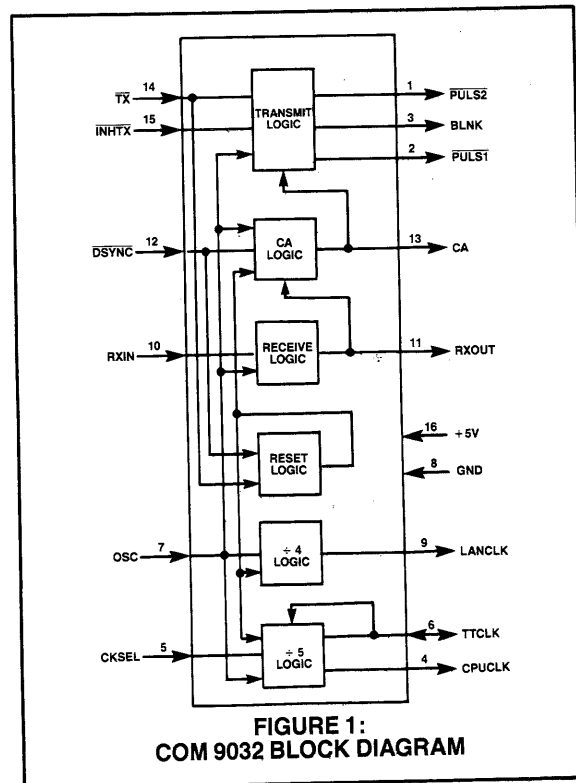 14 TX
1 PULS2
TRANSMIT LOGIC
15 INHTX
3 BLNK
2 PULS1
12 DSYNC
CA LOGIC
13 CA
10 RXIN
RECEIVE LOGIC
11 RXOUT
16 +5V
RESET LOGIC
8 GND
7 OSC
÷ 4 LOGIC
9 LANCLK
6 TTCLK
5 CKSEL
÷ 5 LOGIC
4 CPUCLK
FIGURE 1:
COM 9032 BLOCK DIAGRAM